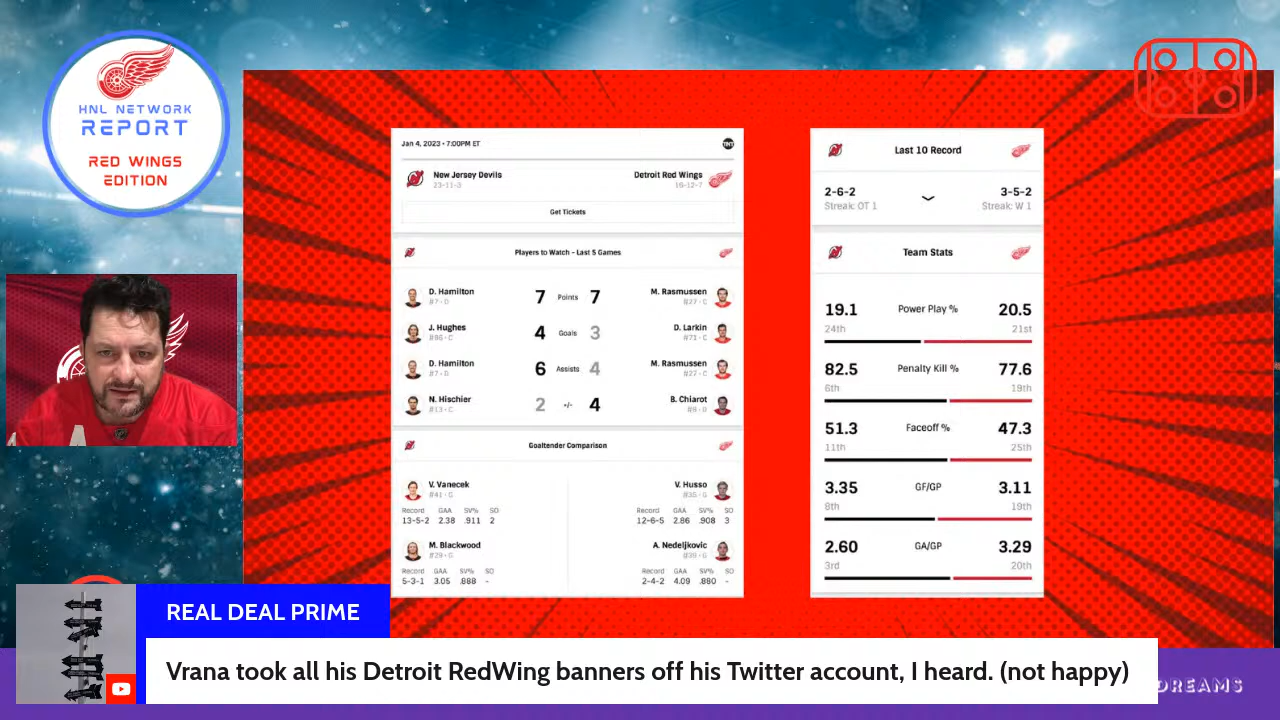 HNL NETWORK
REPORT
RED WINGS
EDITION
Jan 4, 2023 • 7:00PM ET
TNT
New Jersey Devils
23-11-3
Detroit Red Wings
16-12-7
Get Tickets
Players to Watch - Last 5 Games
D. Hamilton
#7 • D
7 Points 7
M. Rasmussen
#27 • C
J. Hughes
#86 • C
4 Goals 3
D. Larkin
#71 • C
D. Hamilton
#7 • D
6 Assists 4
M. Rasmussen
#27 • C
N. Hischier
#13 • C
2 +/- 4
B. Chiarot
#8 • D
Goaltender Comparison
V. Vanecek
#41 • G
Record GAA SV% SO
13-5-2 2.38 .911 2
V. Husso
#35 • G
Record GAA SV% SO
12-6-5 2.86 .908 3
M. Blackwood
#29 • G
Record GAA SV% SO
5-3-1 3.05 .888 -
A. Nedeljkovic
#39 • G
Record GAA SV% SO
2-4-2 4.09 .880 -
Last 10 Record
2-6-2 3-5-2
Streak: OT 1 Streak: W 1
Team Stats
19.1 Power Play % 20.5
24th 21st
82.5 Penalty Kill % 77.6
6th 19th
51.3 Faceoff % 47.3
11th 25th
3.35 GF/GP 3.11
8th 19th
2.60 GA/GP 3.29
3rd 20th
REAL DEAL PRIME
Vrana took all his Detroit RedWing banners off his Twitter account, I heard. (not happy)
DREAMS